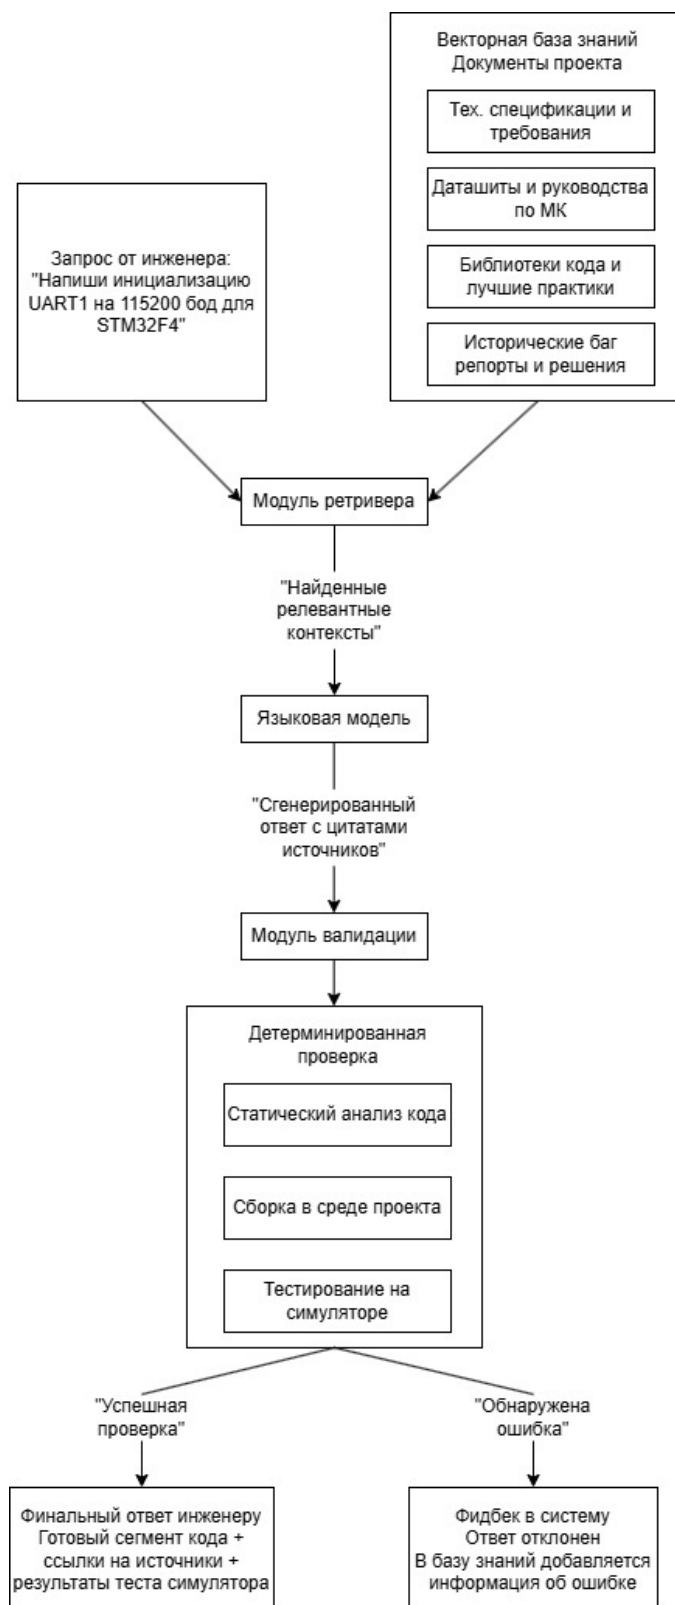 Векторная база знаний
Документы проекта
Тех. спецификации и
требования
Даташиты и руководства
по МК
Библиотеки кода и
лучшие практики
Исторические баг
репорты и решения
Запрос от инженера:
"Напиши инициализацию
UART1 на 115200 бод для
STM32F4"
Модуль ретривера
"Найденные
релевантные
контексты"
Языковая модель
"Сгенерированный
ответ с цитатами
источников"
Модуль валидации
Детерминированная
проверка
Статический анализ кода
Сборка в среде проекта
Тестирование на
симуляторе
"Успешная
проверка"
"Обнаружена
ошибка"
Финальный ответ инженеру
Готовый сегмент кода +
ссылки на источники +
результаты теста симулятора
Фидбек в систему
Ответ отклонен
В базу знаний добавляется
информация об ошибке